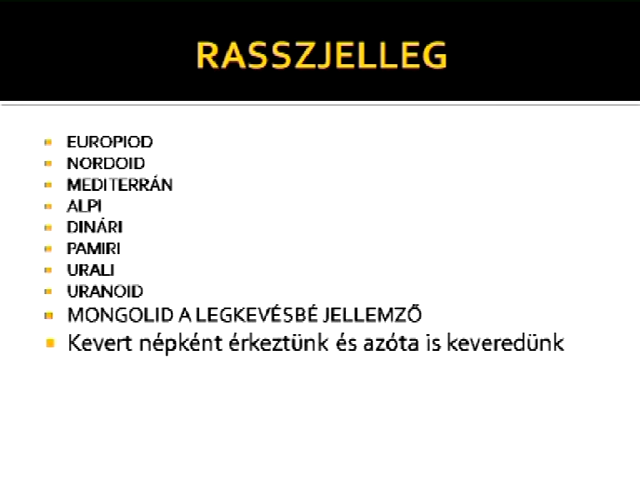 RASSZJELLEG
EUROPIOD
NORDOID
MEDITERRÁN
ALPI
DINÁRI
PAMIRI
URALI
URANOID
MONGOLID A LEGKEVÉSBÉ JELLEMZŐ
Kevert népként érkeztünk és azóta is keveredünk